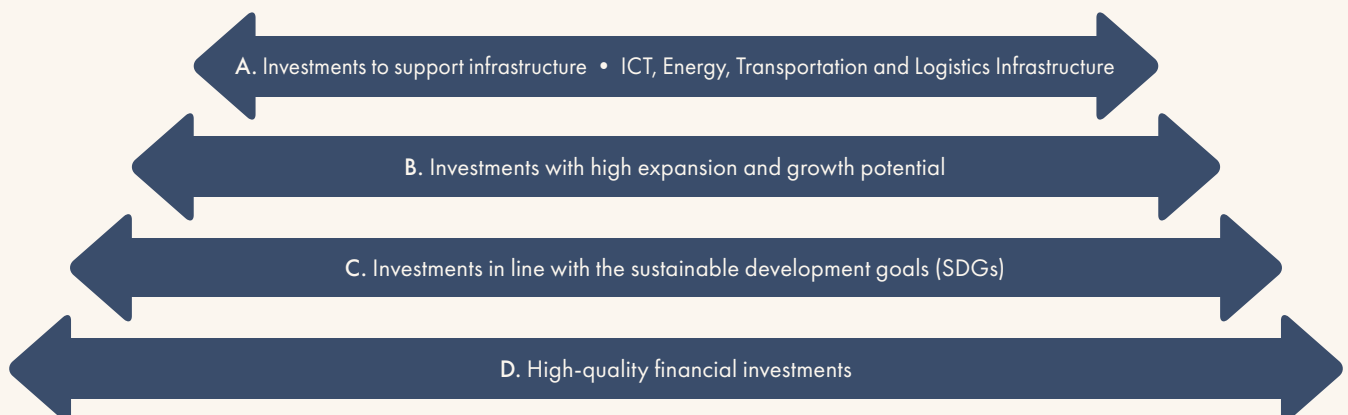 A. Investments to support infrastructure • ICT, Energy, Transportation and Logistics Infrastructure
B. Investments with high expansion and growth potential
C. Investments in line with the sustainable development goals (SDGs)
D. High-quality financial investments